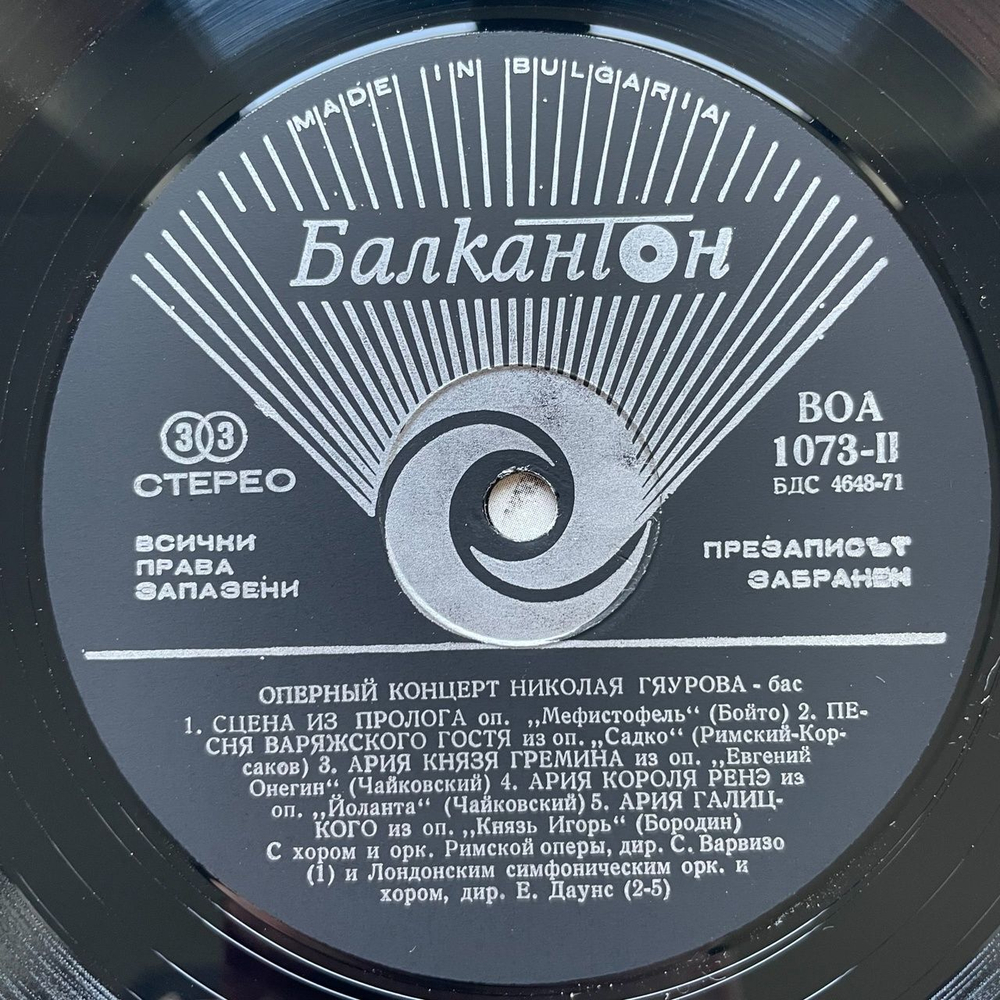 MADE IN BULGARIA
Балкантон
33
СТЕРЕО
ВОА
1073-II
БДС 4648-71
ВСИЧКИ
ПРАВА
ЗАПАЗЕНИ
ПРЕЗАПИСЪТ
ЗАБРАНЕН
ОПЕРНЫЙ КОНЦЕРТ НИКОЛАЯ ГЯУРОВА - бас
1. СЦЕНА ИЗ ПРОЛОГА оп. „Мефистофель“ (Бойто) 2. ПЕ-
СНЯ ВАРЯЖСКОГО ГОСТЯ из оп. „Садко“ (Римский-Кор-
саков) 3. АРИЯ КНЯЗЯ ГРЕМИНА из оп. „Евгений
Онегин“ (Чайковский) 4. АРИЯ КОРОЛЯ РЕНЭ из
оп. „Йоланта“ (Чайковский) 5. АРИЯ ГАЛИЦ-
КОГО из оп. „Князь Игорь“ (Бородин)
С хором и орк. Римской оперы, дир. С. Варвизо
(1) и Лондонским симфоническим орк. и
хором, дир. Е. Даунс (2-5)